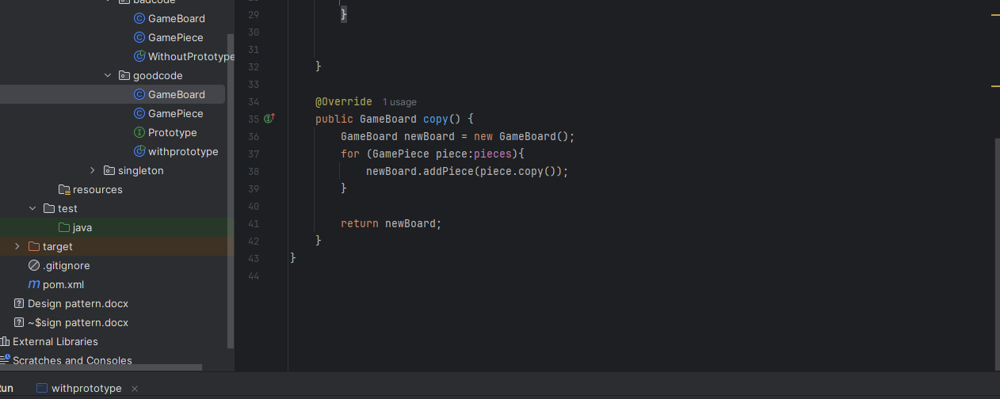 badcode
GameBoard
GamePiece
WithoutPrototype
goodcode
GameBoard
GamePiece
Prototype
withprototype
singleton
resources
test
java
target
.gitignore
pom.xml
Design pattern.docx
~$sign pattern.docx
External Libraries
Scratches and Consoles
29 }
30
31
32 }
33
34 @Override 1 usage
35 public GameBoard copy() {
36 GameBoard newBoard = new GameBoard();
37 for (GamePiece piece:pieces){
38 newBoard.addPiece(piece.copy());
39 }
40
41 return newBoard;
42 }
43 }
44
withprototype